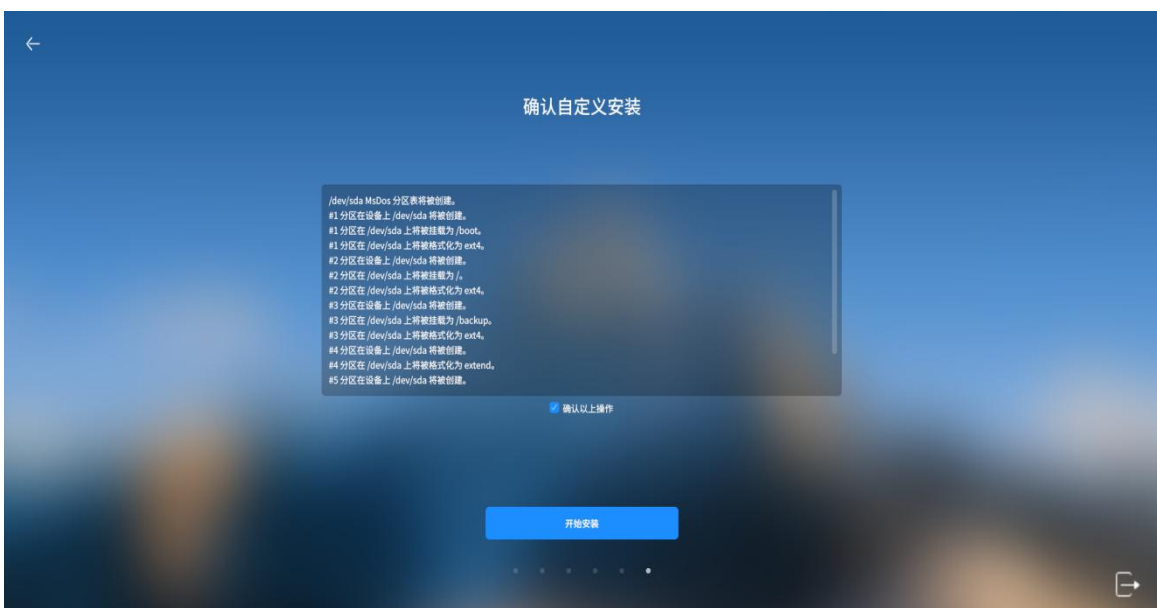 确认自定义安装
/dev/sda MsDos 分区表将被创建。
#1 分区在设备上 /dev/sda 将被创建。
#1 分区在 /dev/sda 上将被挂载为 /boot。
#1 分区在 /dev/sda 上将被格式化为 ext4。
#2 分区在设备上 /dev/sda 将被创建。
#2 分区在 /dev/sda 上将被挂载为 /。
#2 分区在 /dev/sda 上将被格式化为 ext4。
#3 分区在设备上 /dev/sda 将被创建。
#3 分区在 /dev/sda 上将被挂载为 /backup。
#3 分区在 /dev/sda 上将被格式化为 ext4。
#4 分区在设备上 /dev/sda 将被创建。
#4 分区在 /dev/sda 上将被格式化为 extend。
#5 分区在设备上 /dev/sda 将被创建。
确认以上操作
开始安装